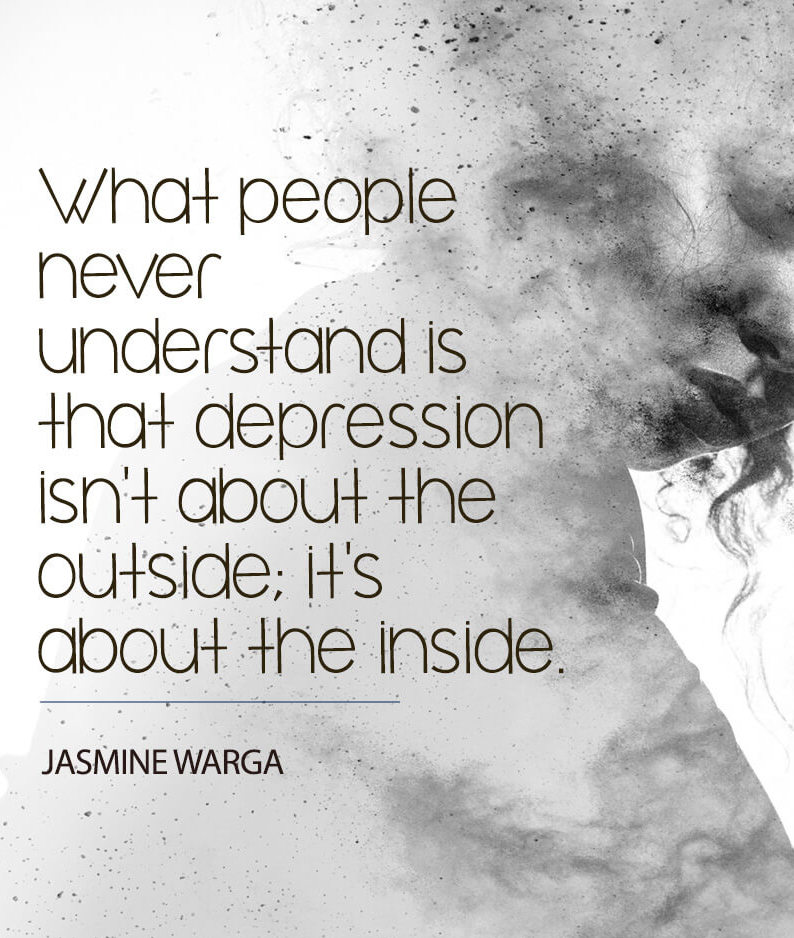 What people
never
understand is
that depression
isn't about the
outside; it's
about the inside.
JASMINE WARGA